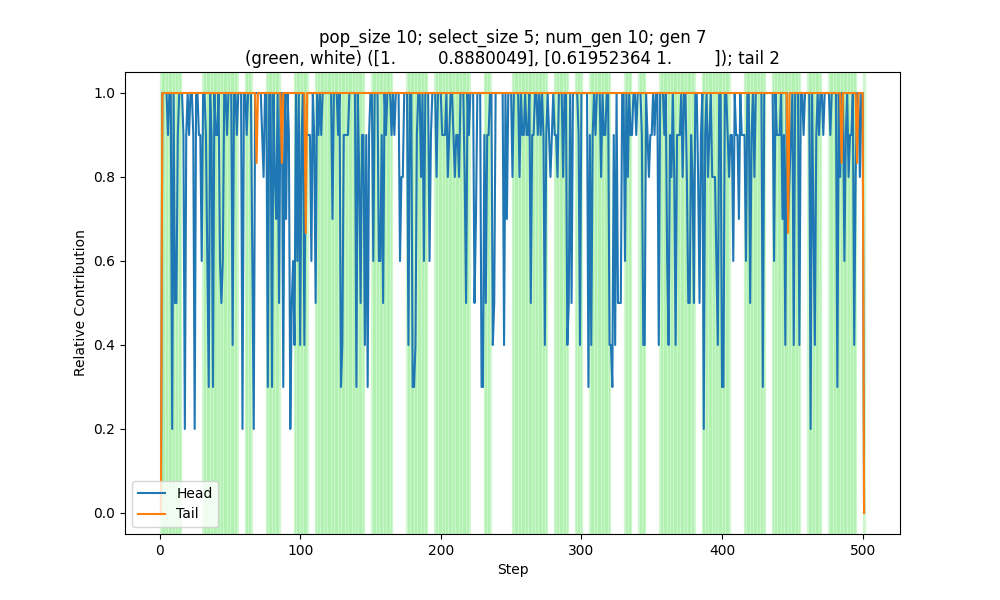 pop_size 10; select_size 5; num_gen 10; gen 7
(green, white) ([1. 0.8880049], [0.61952364 1. ]); tail 2
Relative Contribution
1.0
0.8
0.6
0.4
0.2
0.0
Head
Tail
0 100 200 300 400 500
Step